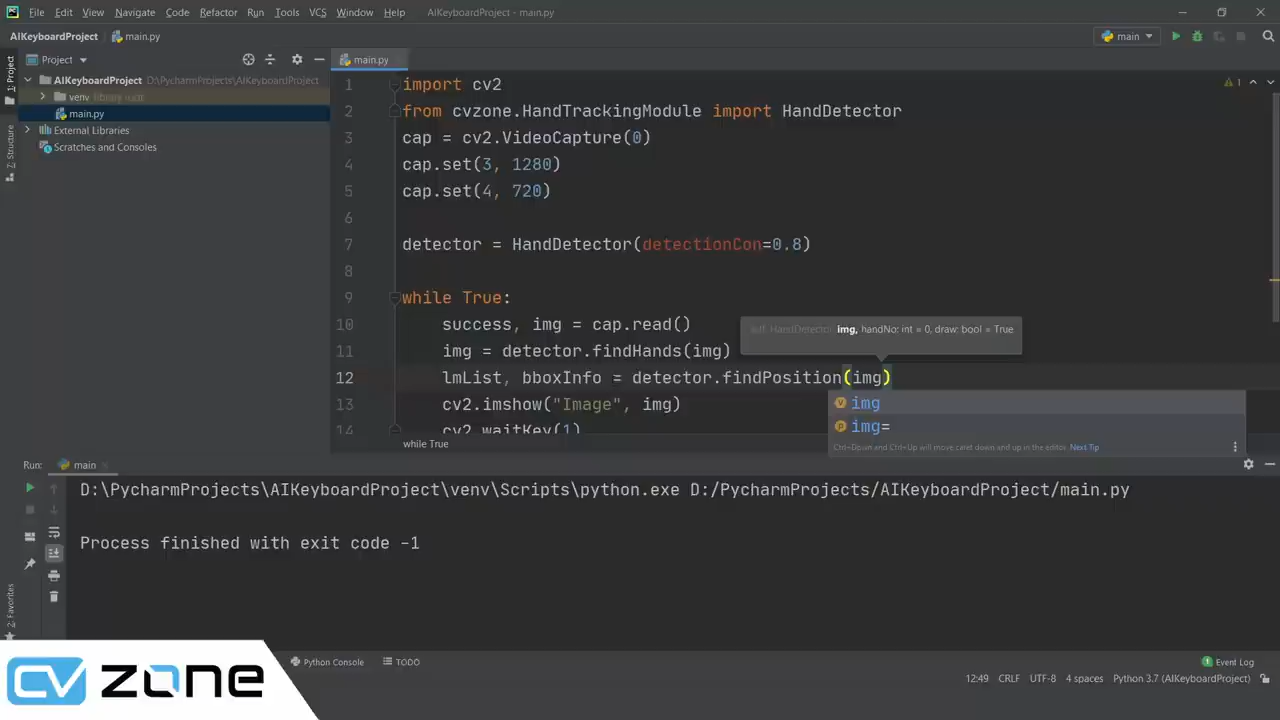 File Edit View Navigate Code Refactor Run Tools VCS Window Help AIKeyboardProject - main.py
AIKeyboardProject main.py main
1: Project
Project
main.py
AIKeyboardProject D:\PycharmProjects\AIKeyboardProject
venv library root
main.py
External Libraries
Scratches and Consoles
7: Structure
1 import cv2
2 from cvzone.HandTrackingModule import HandDetector
3 cap = cv2.VideoCapture(0)
4 cap.set(3, 1280)
5 cap.set(4, 720)
6
7 detector = HandDetector(detectionCon=0.8)
8
9 while True:
10 success, img = cap.read()
11 img = detector.findHands(img)
12 lmList, bboxInfo = detector.findPosition(img)
13 cv2.imshow("Image", img)
14 cv2.waitKey(1)
1
self: HandDetector, img, handNo: int = 0, draw: bool = True
img
img=
Ctrl+Down and Ctrl+Up will move caret down and up in the editor Next Tip
while True
Run: main
D:\PycharmProjects\AIKeyboardProject\venv\Scripts\python.exe D:/PycharmProjects/AIKeyboardProject/main.py
Process finished with exit code -1
2: Favorites
CV ZONE
Python Console TODO
1 Event Log
12:49 CRLF UTF-8 4 spaces Python 3.7 (AIKeyboardProject)